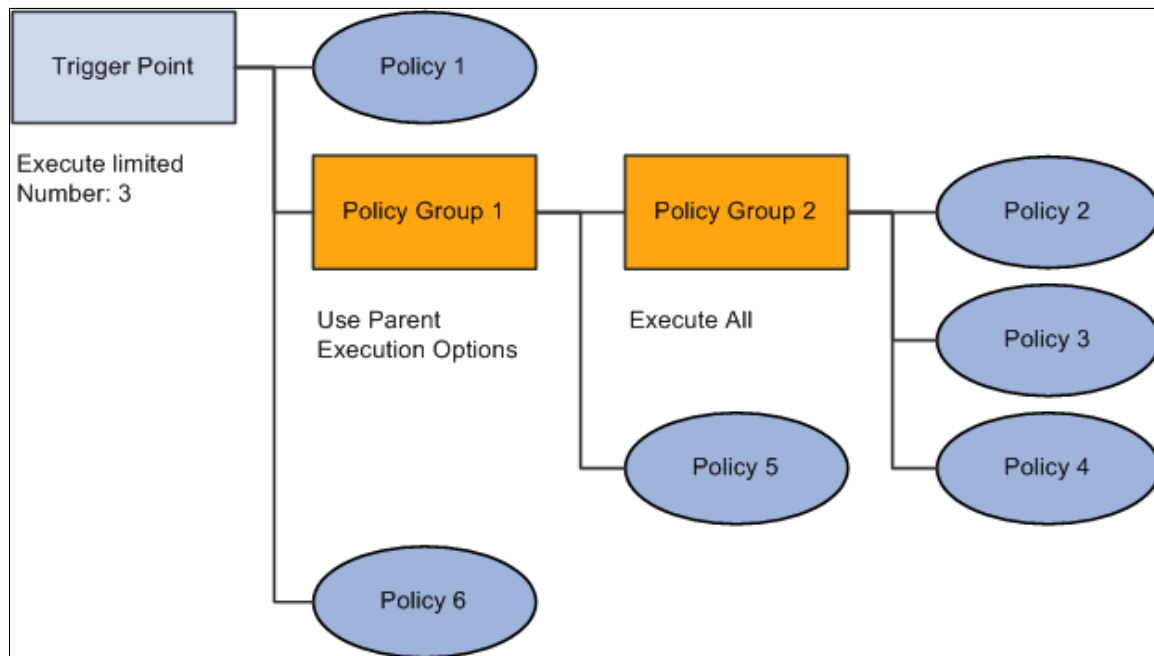 Trigger Point
Policy 1
Execute limited
Number: 3
Policy Group 1
Policy Group 2
Policy 2
Use Parent
Execution Options
Execute All
Policy 3
Policy 5
Policy 4
Policy 6